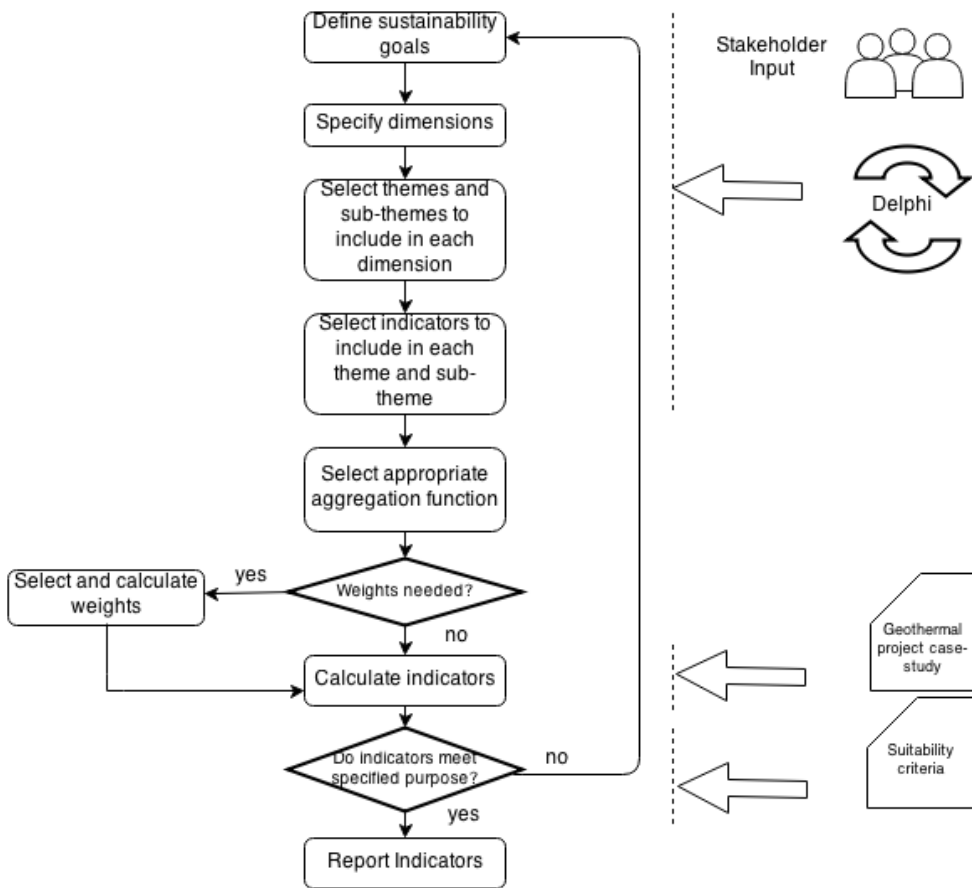 Define sustainability
goals
Stakeholder
Input
Specify dimensions
Select themes and
sub-themes to
include in each
dimension
Delphi
Select indicators to
include in each
theme and sub-
theme
Select appropriate
aggregation function
Weights needed?
yes
Select and calculate
weights
no
Calculate indicators
Geothermal
project case-
study
Do indicators meet
specified purpose?
no
yes
Suitability
criteria
Report Indicators